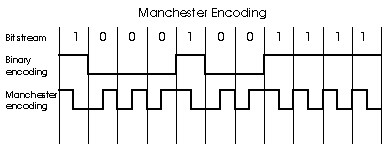 Manchester Encoding
Bitstream 1 0 0 0 1 0 0 1 1 1 1
Binary
encoding
Manchester
encoding